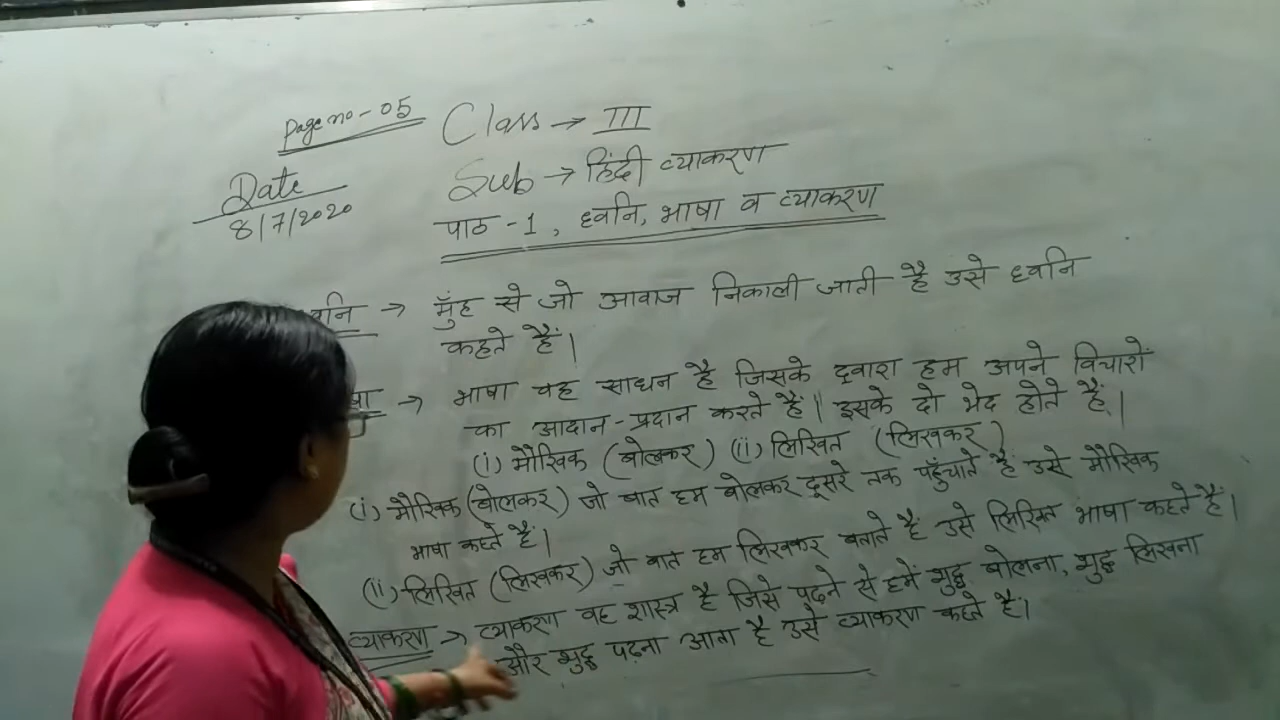 Page no - 05
Class → III
Date
8/7/2020
Sub → हिंदी व्याकरण
पाठ -1, ध्वनि, भाषा व व्याकरण
→ मुँह से जो आवाज निकाली जाती है उसे ध्वनि
कहते हैं।
→ भाषा वह साधन है जिसके द्वारा हम अपने विचारों
का आदान-प्रदान करते हैं। इसके दो भेद होते हैं।
(i) मौखिक (बोलकर) (ii) लिखित (लिखकर)
(i) मौखिक (बोलकर) जो बात हम बोलकर दूसरे तक पहुँचाते हैं उसे मौखिक
भाषा कहते हैं।
(ii) लिखित (लिखकर) जो बात हम लिखकर बताते है उसे लिखित भाषा कहते हैं।
व्याकरण → व्याकरण वह शास्त्र है जिसे पढ़ने से हमें शुद्ध बोलना, शुद्ध लिखना
और शुद्ध पढ़ना आता है उसे व्याकरण कहते हैं।